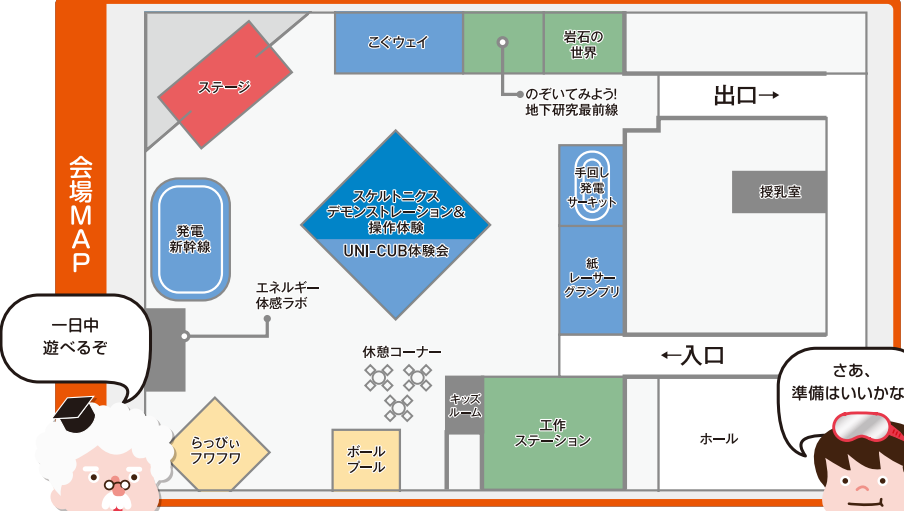 会場MAP
こぐウェイ
岩石の
世界
のぞいてみよう!
地下研究最前線
出口→
ステージ
スケルトニクス
デモンストレーション&
操作体験
UNI-CUB体験会
手回し
発電
サーキット
授乳室
発電
新幹線
紙
レーサー
グランプリ
エネルギー
体感ラボ
一日中
遊べるぞ
休憩コーナー
←入口
さあ、
準備はいいかな
キッズ
ルーム
工作
ステーション
ホール
らっぴぃ
フワフワ
ボール
プール